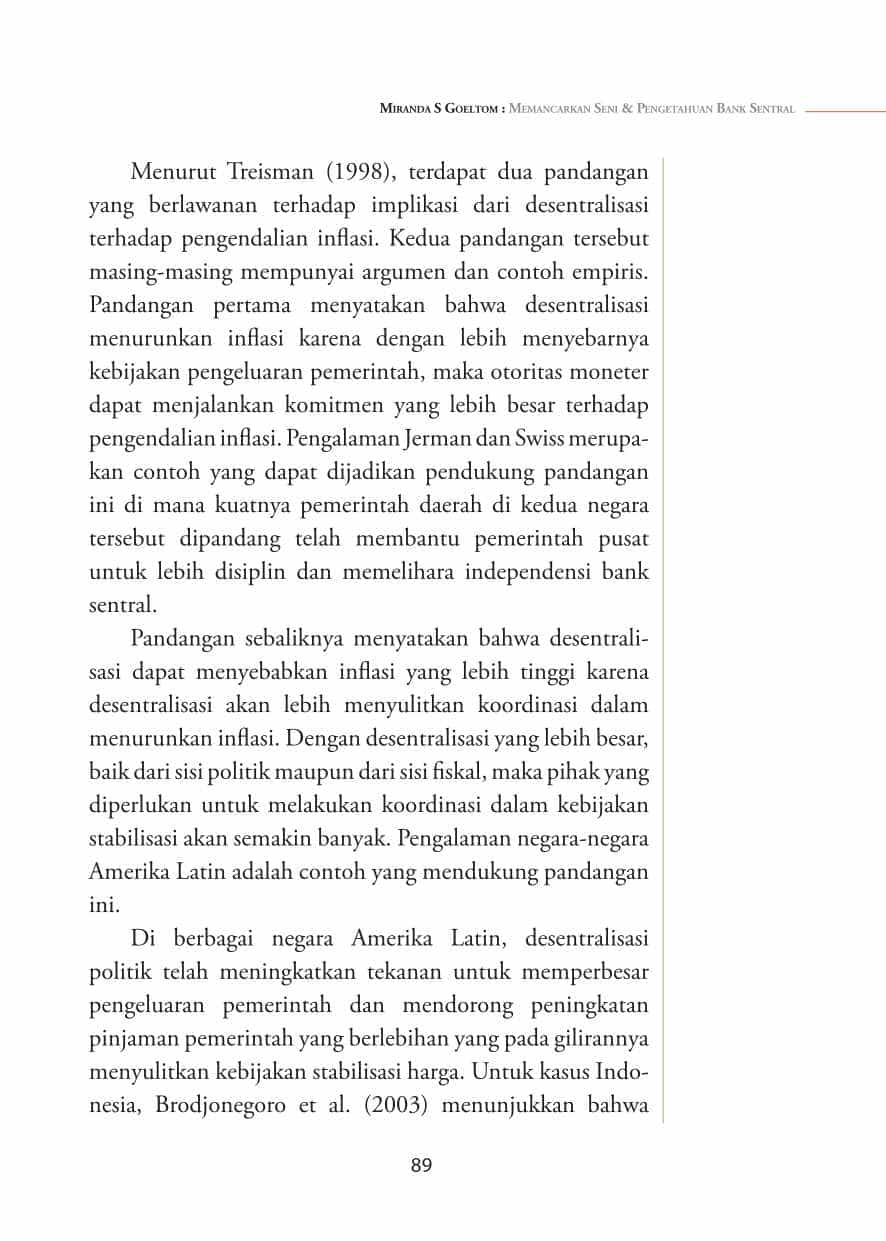 MIRANDA S GOELTOM : MEMANCARKAN SENI & PENGETAHUAN BANK SENTRAL
Menurut Treisman (1998), terdapat dua pandangan
yang berlawanan terhadap implikasi dari desentralisasi
terhadap pengendalian inflasi. Kedua pandangan tersebut
masing-masing mempunyai argumen dan contoh empiris.
Pandangan pertama menyatakan bahwa desentralisasi
menurunkan inflasi karena dengan lebih menyebarnya
kebijakan pengeluaran pemerintah, maka otoritas moneter
dapat menjalankan komitmen yang lebih besar terhadap
pengendalian inflasi. Pengalaman Jerman dan Swiss merupa-
kan contoh yang dapat dijadikan pendukung pandangan
ini di mana kuatnya pemerintah daerah di kedua negara
tersebut dipandang telah membantu pemerintah pusat
untuk lebih disiplin dan memelihara independensi bank
sentral.
Pandangan sebaliknya menyatakan bahwa desentrali-
sasi dapat menyebabkan inflasi yang lebih tinggi karena
desentralisasi akan lebih menyulitkan koordinasi dalam
menurunkan inflasi. Dengan desentralisasi yang lebih besar,
baik dari sisi politik maupun dari sisi fiskal, maka pihak yang
diperlukan untuk melakukan koordinasi dalam kebijakan
stabilisasi akan semakin banyak. Pengalaman negara-negara
Amerika Latin adalah contoh yang mendukung pandangan
ini.
Di berbagai negara Amerika Latin, desentralisasi
politik telah meningkatkan tekanan untuk memperbesar
pengeluaran pemerintah dan mendorong peningkatan
pinjaman pemerintah yang berlebihan yang pada gilirannya
menyulitkan kebijakan stabilisasi harga. Untuk kasus Indo-
nesia, Brodjonegoro et al. (2003) menunjukkan bahwa
89